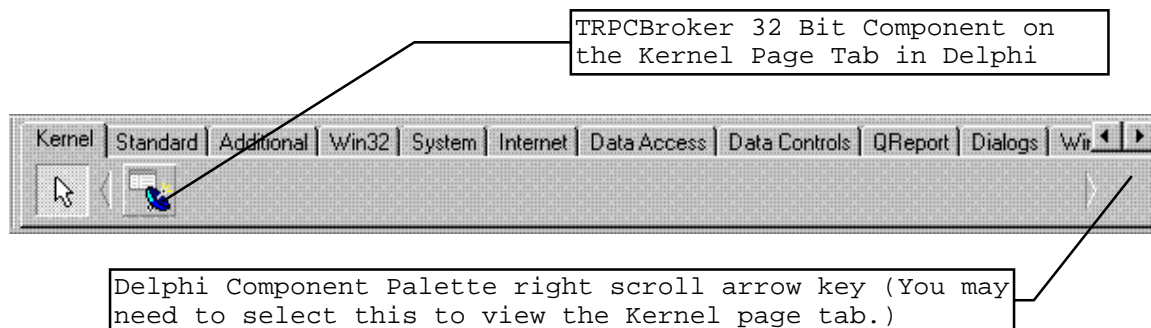 TRPCBroker 32 Bit Component on
the Kernel Page Tab in Delphi
Kernel Standard Additional Win32 System Internet Data Access Data Controls QReport Dialogs
Delphi Component Palette right scroll arrow key (You may
need to select this to view the Kernel page tab.)